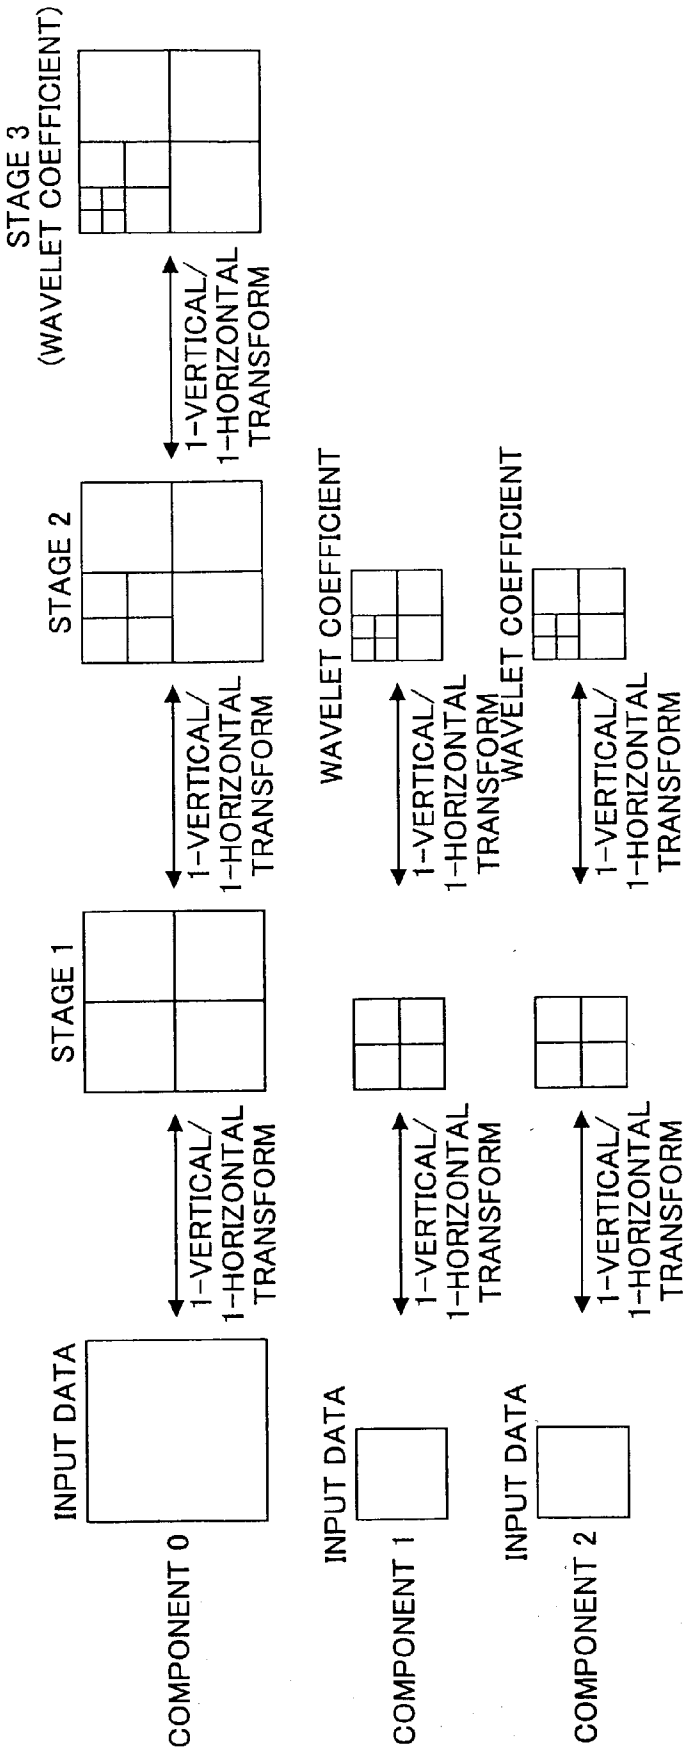 COMPONENT 0
INPUT DATA
1-VERTICAL/
1-HORIZONTAL
TRANSFORM
STAGE 1
1-VERTICAL/
1-HORIZONTAL
TRANSFORM
STAGE 2
1-VERTICAL/
1-HORIZONTAL
TRANSFORM
STAGE 3
(WAVELET COEFFICIENT)
COMPONENT 1
INPUT DATA
1-VERTICAL/
1-HORIZONTAL
TRANSFORM
1-VERTICAL/
1-HORIZONTAL
TRANSFORM
WAVELET COEFFICIENT
COMPONENT 2
INPUT DATA
1-VERTICAL/
1-HORIZONTAL
TRANSFORM
1-VERTICAL/
1-HORIZONTAL
TRANSFORM
WAVELET COEFFICIENT